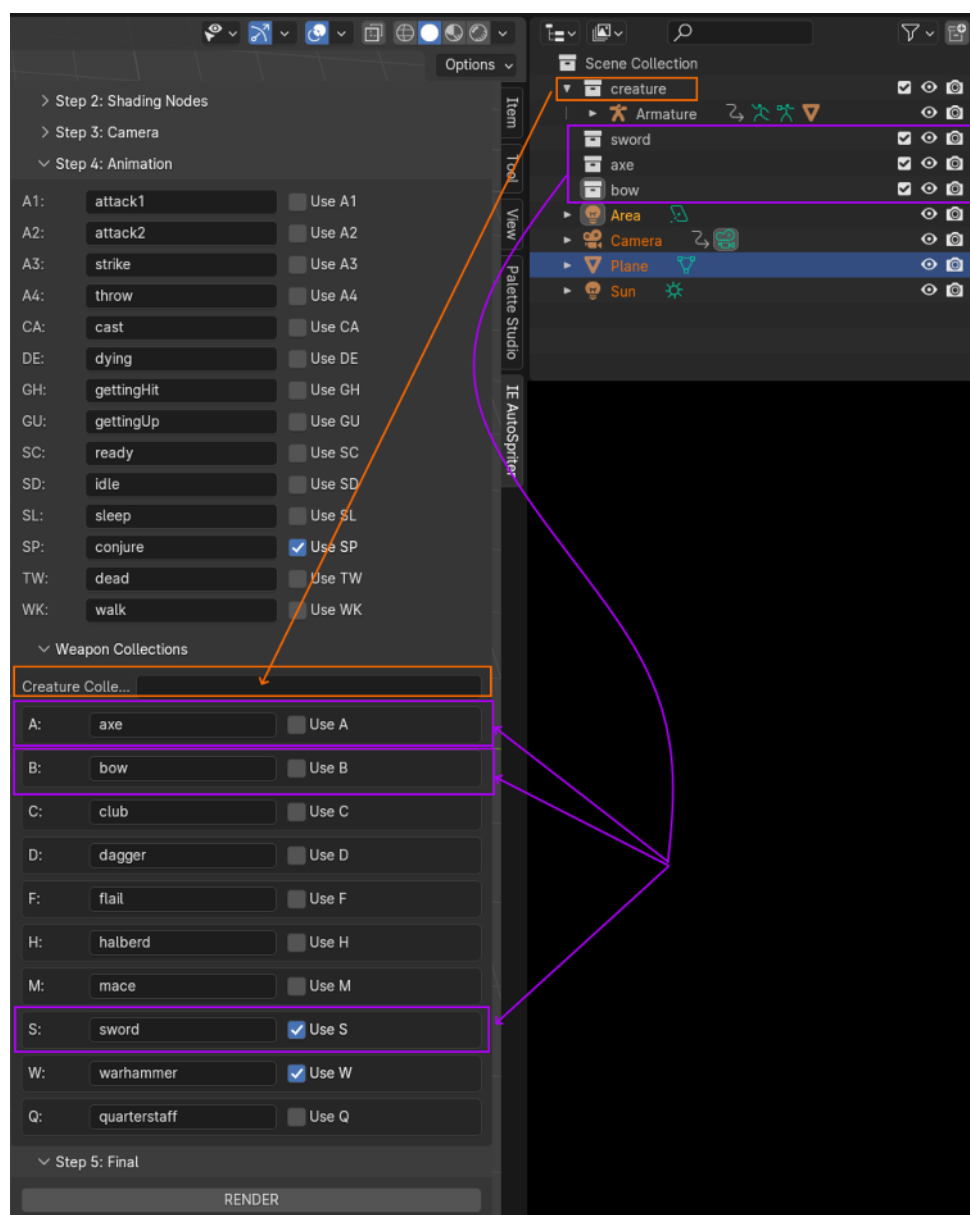 Options
> Step 2: Shading Nodes
> Step 3: Camera
Step 4: Animation
A1: attack1 Use A1
A2: attack2 Use A2
A3: strike Use A3
A4: throw Use A4
CA: cast Use CA
DE: dying Use DE
GH: gettingHit Use GH
GU: gettingUp Use GU
SC: ready Use SC
SD: idle Use SD
SL: sleep Use SL
SP: conjure Use SP
TW: dead Use TW
WK: walk Use WK
Weapon Collections
Creature Colle...
A: axe Use A
B: bow Use B
C: club Use C
D: dagger Use D
F: flail Use F
H: halberd Use H
M: mace Use M
S: sword Use S
W: warhammer Use W
Q: quarterstaff Use Q
Step 5: Final
RENDER
Item
Tool
View
Palette Studio
IE AutoSpriter
Scene Collection
creature
Armature
sword
axe
bow
Area
Camera
Plane
Sun